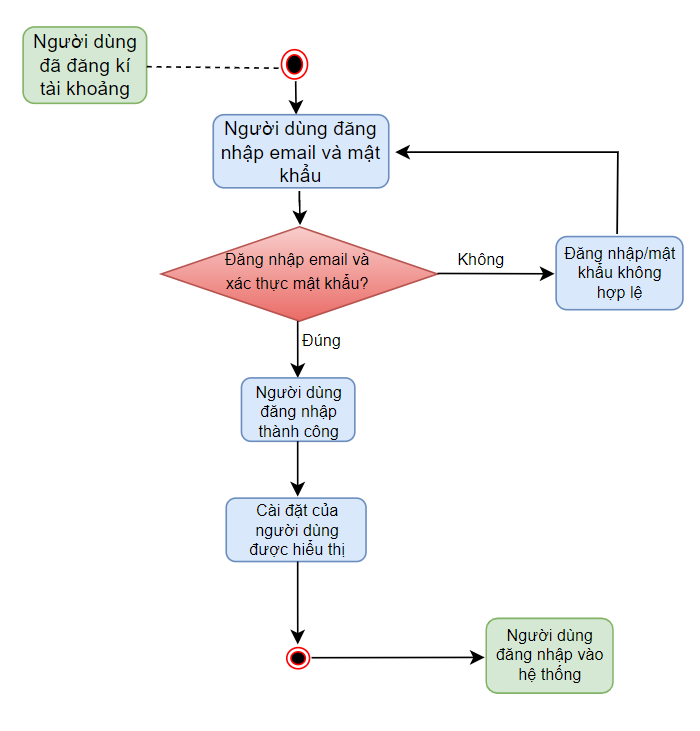 Người dùng
đã đăng kí
tài khoảng
Người dùng đăng
nhập email và mật
khẩu
Đăng nhập email và
xác thực mật khẩu?
Không
Đăng nhập/mật
khẩu không
hợp lệ
Đúng
Người dùng
đăng nhập
thành công
Cài đặt của
người dùng
được hiểu thị
Người dùng
đăng nhập vào
hệ thống